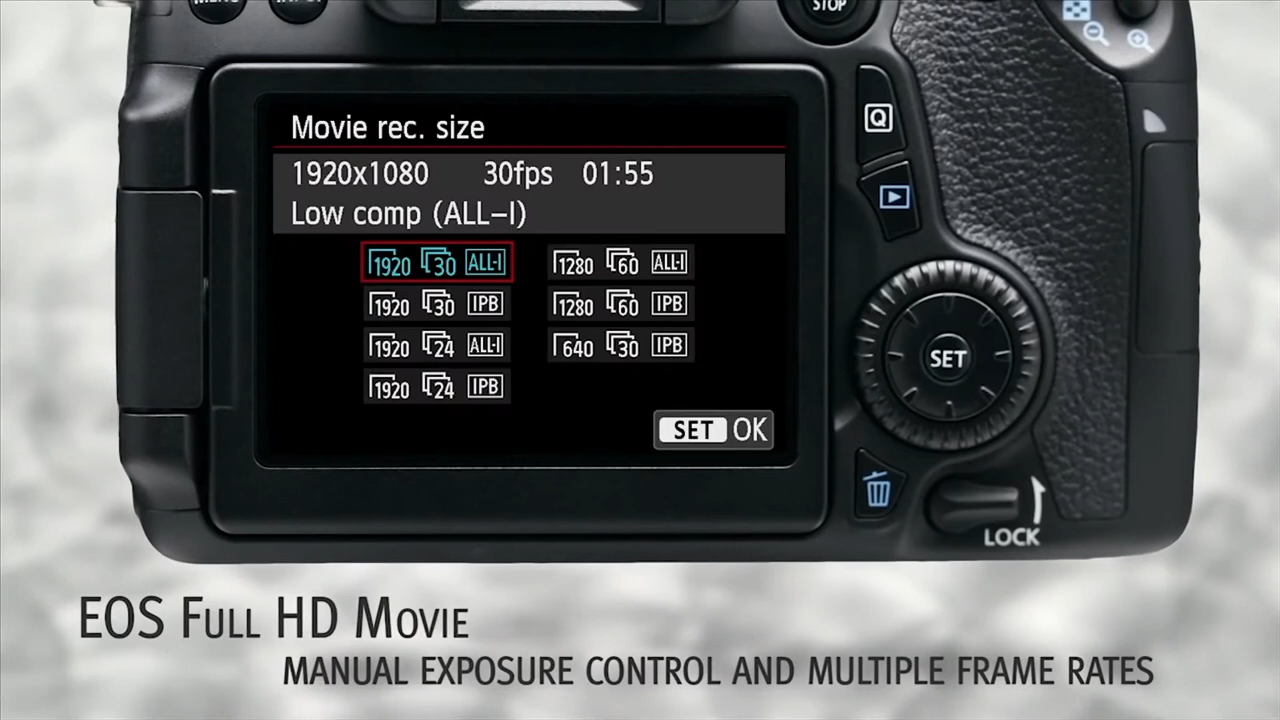 STOP
Q
Movie rec. size
1920x1080 30fps 01:55
Low comp (ALL-I)
1920 30 ALL-I
1280 60 ALL-I
1920 30 IPB
1280 60 IPB
1920 24 ALL-I
640 30 IPB
1920 24 IPB
SET
SET OK
LOCK
EOS FULL HD MOVIE
MANUAL EXPOSURE CONTROL AND MULTIPLE FRAME RATES